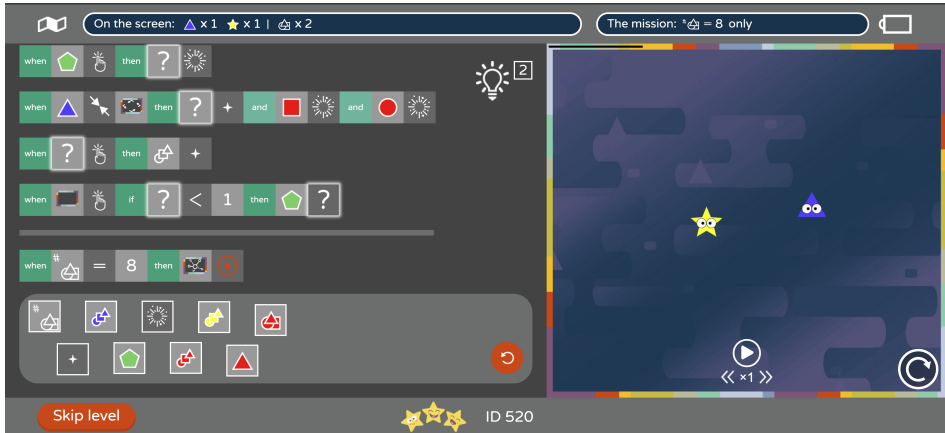 On the screen: x 1 x 1 | x 2
The mission: # = 8 only
when then ?
2
when then ? + and and
when ? then +
when if ? < 1 then ?
when # = 8 then
#
+
×1
Skip level
ID 520